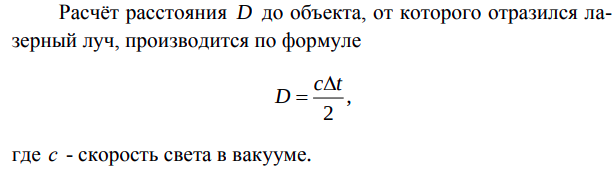 Расчёт расстояния D до объекта, от которого отразился ла-
зерный луч, производится по формуле
D = cΔt/2,
где c - скорость света в вакууме.